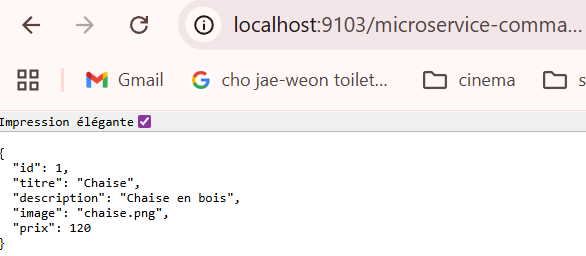 localhost:9103/microservice-comma...
Gmail
cho jae-weon toilet...
cinema
s
Impression élégante
{
  "id": 1,
  "titre": "Chaise",
  "description": "Chaise en bois",
  "image": "chaise.png",
  "prix": 120
}